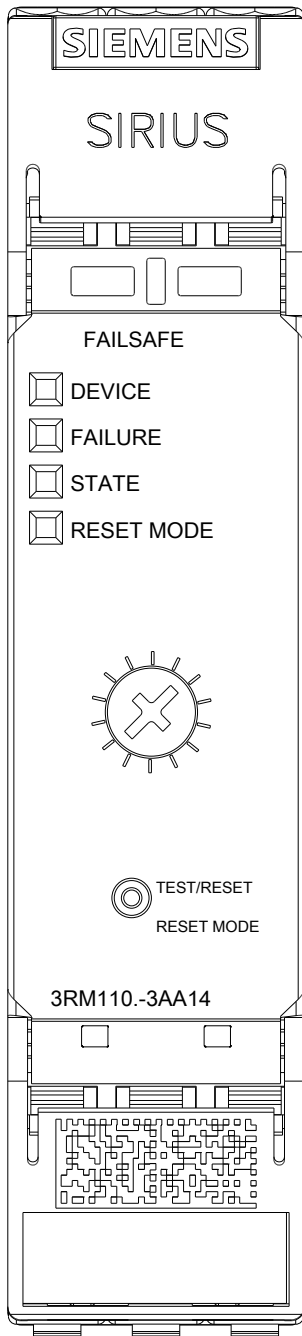 SIEMENS
SIRIUS
FAILSAFE
DEVICE
FAILURE
STATE
RESET MODE
TEST/RESET
RESET MODE
3RM110.-3AA14